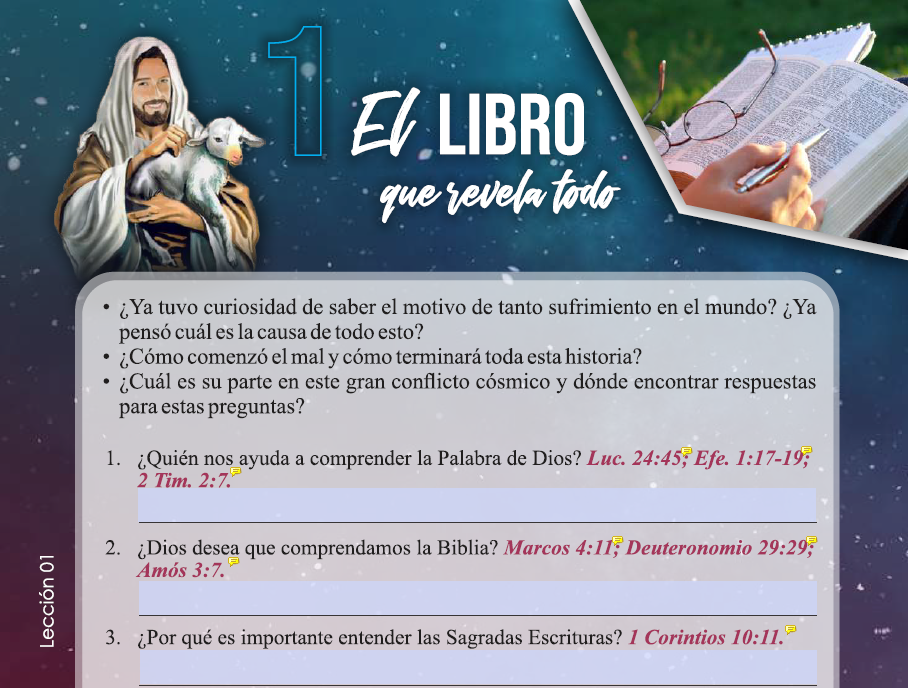 1
El LIBRO
que revela todo
• ¿Ya tuvo curiosidad de saber el motivo de tanto sufrimiento en el mundo? ¿Ya
pensó cuál es la causa de todo esto?
• ¿Cómo comenzó el mal y cómo terminará toda esta historia?
• ¿Cuál es su parte en este gran conflicto cósmico y dónde encontrar respuestas
para estas preguntas?
1. ¿Quién nos ayuda a comprender la Palabra de Dios? Luc. 24:45; Efe. 1:17-19;
2 Tim. 2:7.
2. ¿Dios desea que comprendamos la Biblia? Marcos 4:11; Deuteronomio 29:29;
Amós 3:7.
3. ¿Por qué es importante entender las Sagradas Escrituras? 1 Corintios 10:11.
Lección 01